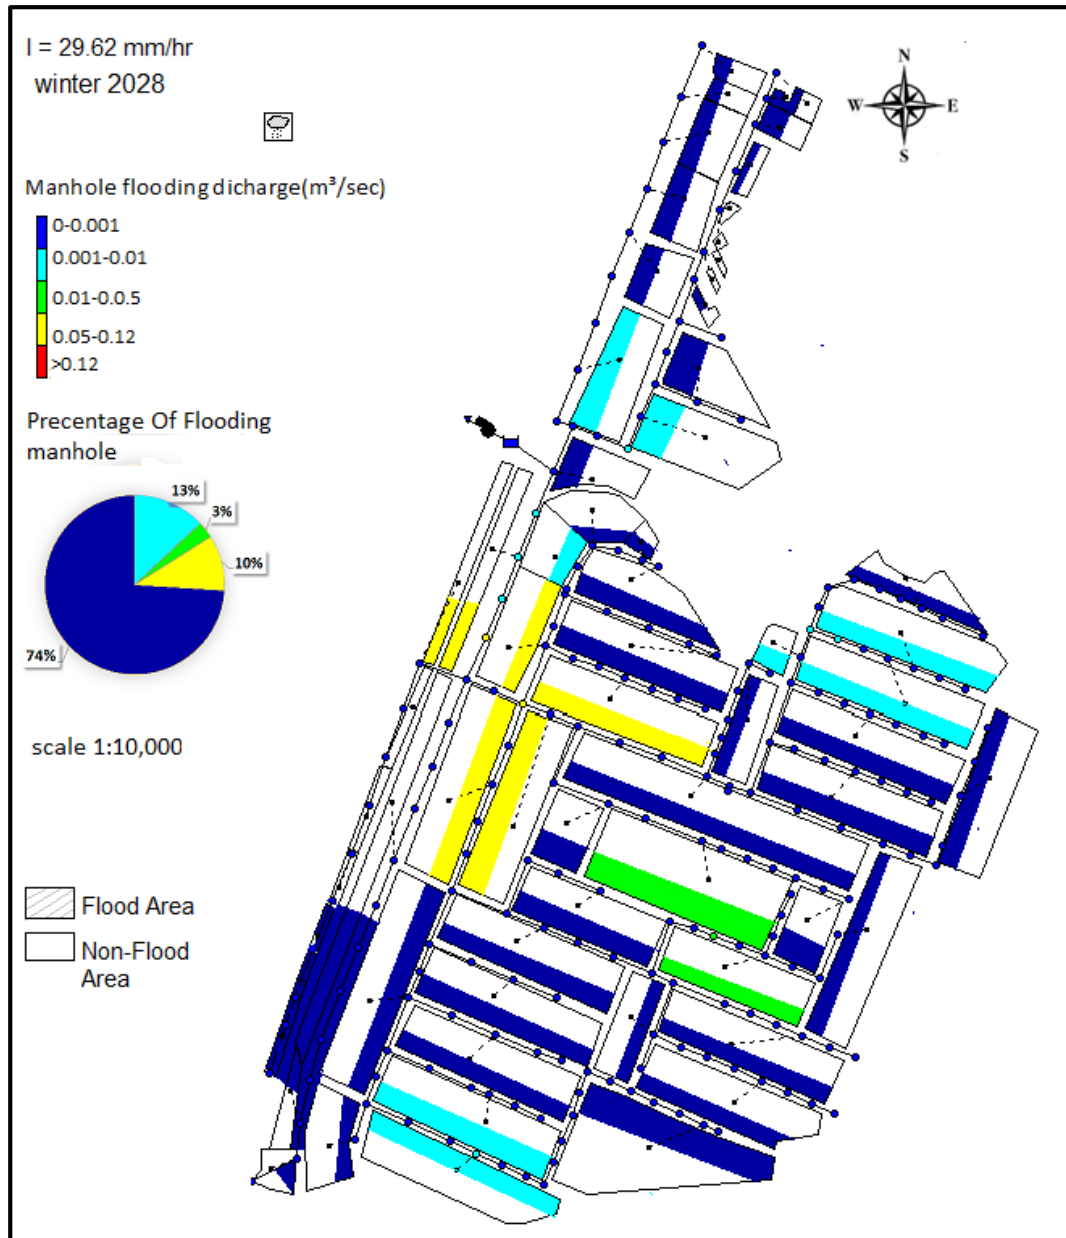 I = 29.62 mm/hr
winter 2028
N
W E
S
Manhole flooding dicharge(m³/sec)
0-0.001
0.001-0.01
0.01-0.0.5
0.05-0.12
>0.12
Precentage Of Flooding
manhole
13%
3%
10%
74%
scale 1:10,000
Flood Area
Non-Flood
Area